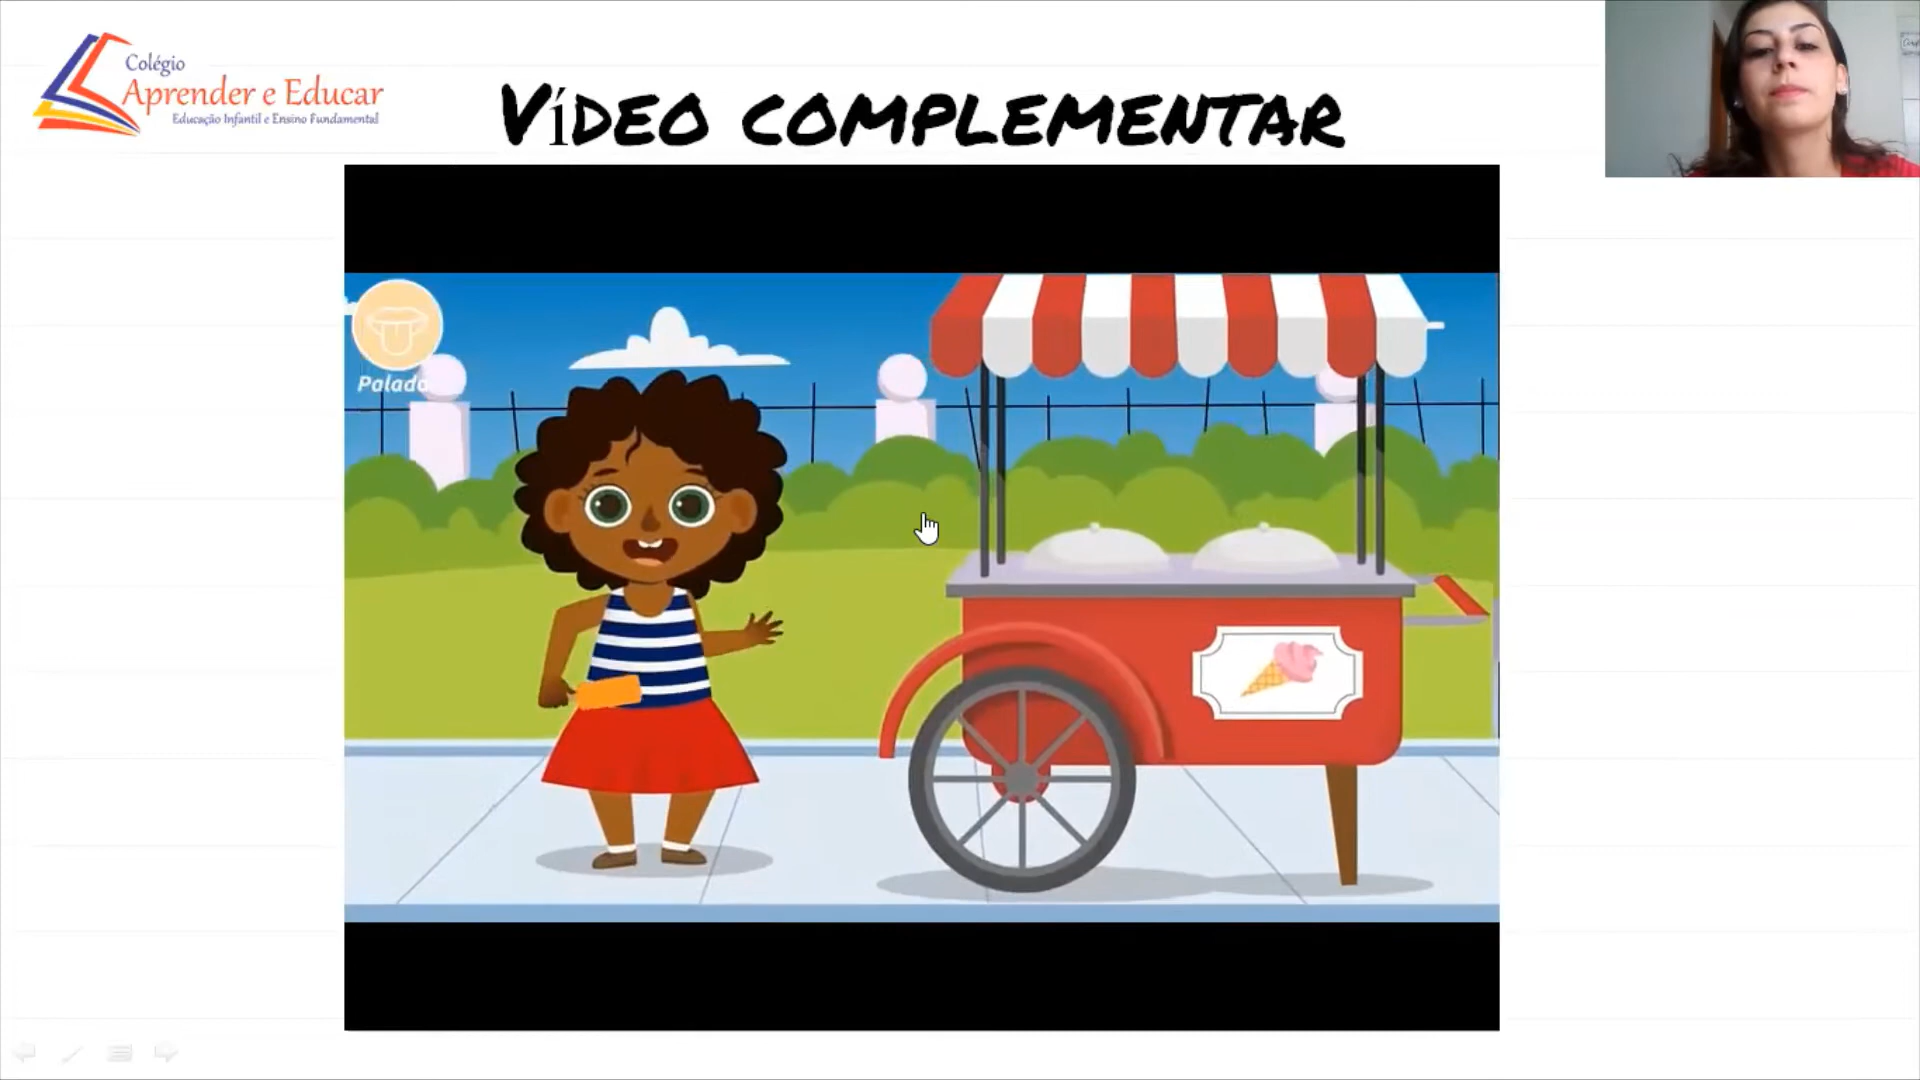 Colégio
Aprender e Educar
Educação Infantil e Ensino Fundamental
Vídeo complementar
Palada